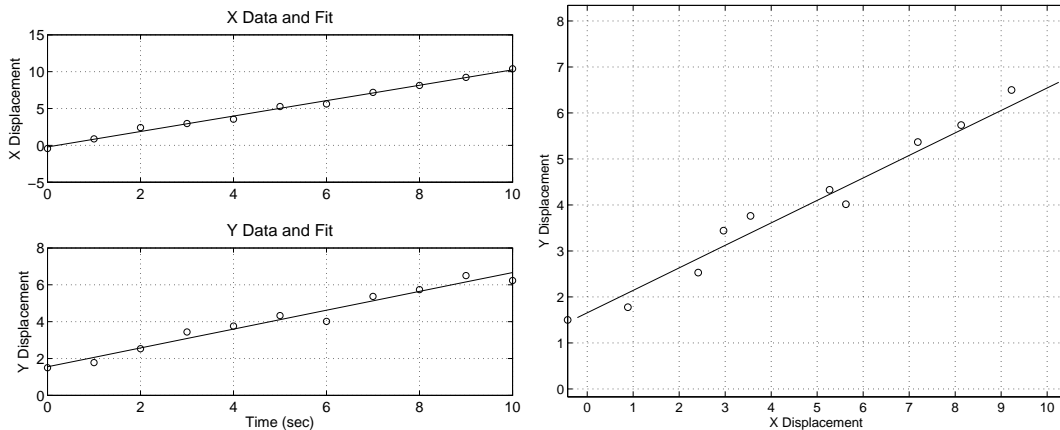 X Data and Fit
15
10
5
0
−5
X Displacement
0 2 4 6 8 10
Y Data and Fit
8
6
4
2
0
Y Displacement
0 2 4 6 8 10
Time (sec)
8
7
6
5
4
3
2
1
0
Y Displacement
0 1 2 3 4 5 6 7 8 9 10
X Displacement